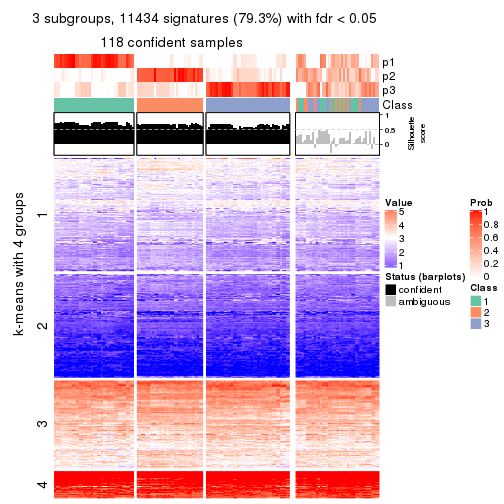 3 subgroups, 11434 signatures (79.3%) with fdr < 0.05
118 confident samples
p1
p2
p3
Class
1
0.5
0
Silhouette
score
k-means with 4 groups
1
2
3
4
Value
5
4
3
2
1
Status (barplots)
confident
ambiguous
Prob
1
0.8
0.6
0.4
0.2
0
Class
1
2
3